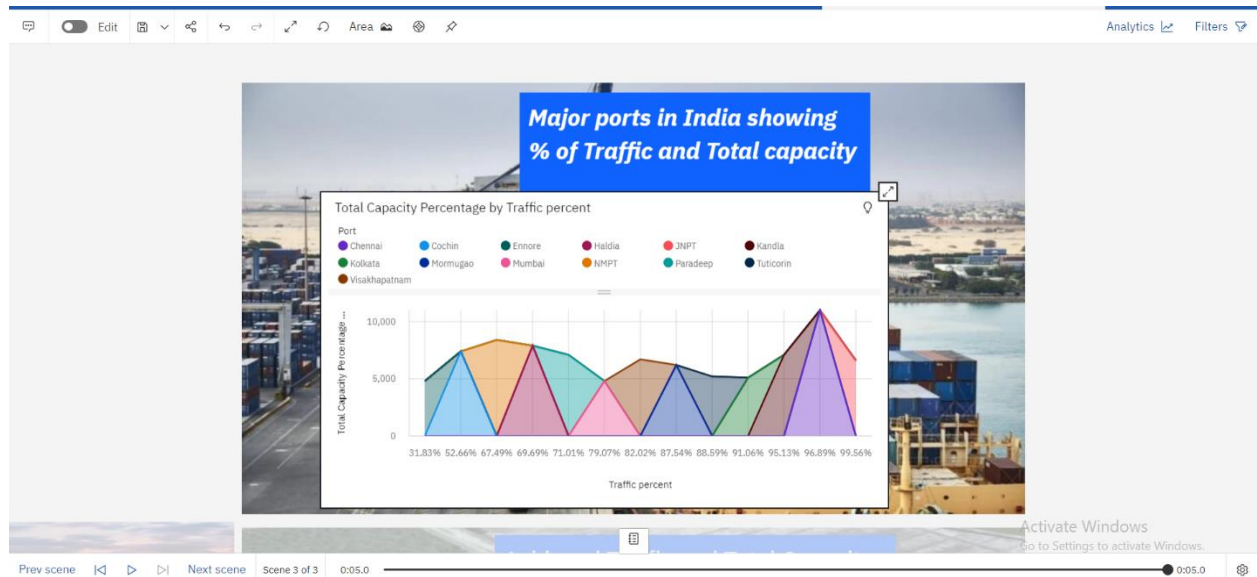 Edit
Area
Analytics
Filters
Major ports in India showing
% of Traffic and Total capacity
Total Capacity Percentage by Traffic percent
Port
Chennai Cochin Ennore Haldia JNPT Kandla
Kolkata Mormugao Mumbai NMPT Paradeep Tuticorin
Visakhapatnam
Total Capacity Percentage ...
10,000
5,000
0
31.83% 52.66% 67.49% 69.69% 71.01% 79.07% 82.02% 87.54% 88.59% 91.06% 95.13% 96.89% 99.56%
Traffic percent
Activate Windows
Go to Settings to activate Windows.
Prev scene Next scene Scene 3 of 3 0:05.0 0:05.0